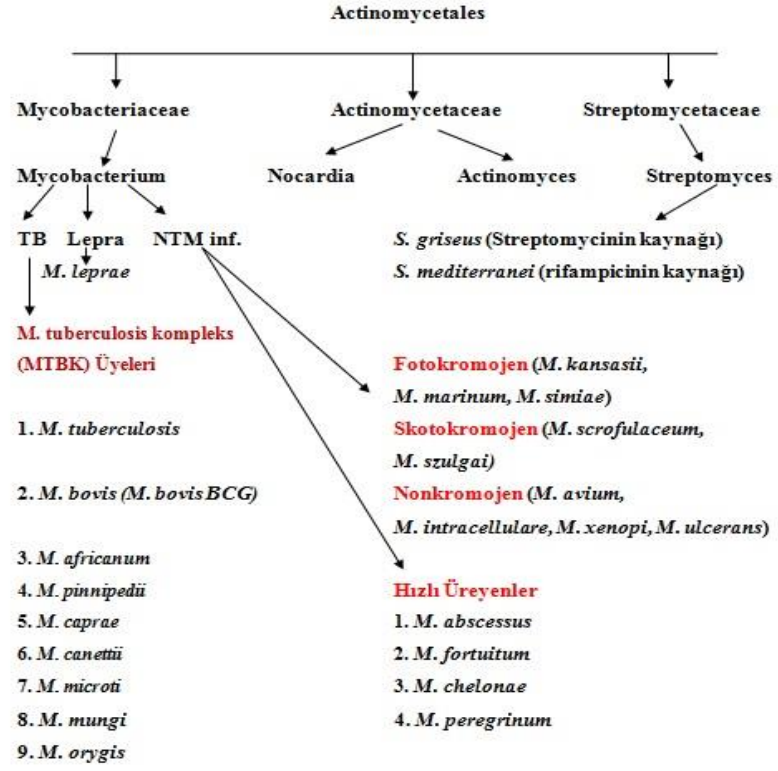 Actinomycetales
Mycobacteriaceae Actinomycetaceae Streptomycetaceae
Mycobacterium Nocardia Actinomyces Streptomyces
TB Lepra NTM inf.
M. leprae
S. griseus (Streptomycinin kaynağı)
S. mediterranei (rifampicinin kaynağı)
M. tuberculosis kompleks
(MTBK) Üyeleri
1. M. tuberculosis
2. M. bovis (M. bovis BCG)
3. M. africanum
4. M. pinnipedii
5. M. caprae
6. M. canettii
7. M. microti
8. M. mungi
9. M. orygis
Fotokromojen (M. kansasii,
M. marinum, M. simiae)
Skotokromojen (M. scrofulaceum,
M. szulgai)
Nonkromojen (M. avium,
M. intracellulare, M. xenopi, M. ulcerans)
Hızlı Üreyenler
1. M. abscessus
2. M. fortuitum
3. M. chelonae
4. M. peregrinum